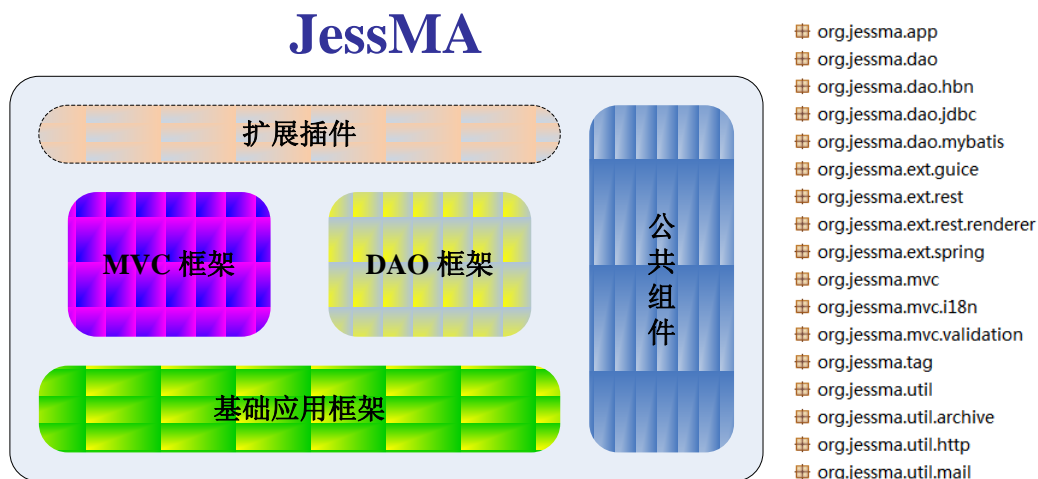 JessMA
扩展插件
MVC 框架
DAO 框架
公共组件
基础应用框架
org.jessma.app
org.jessma.dao
org.jessma.dao.hbn
org.jessma.dao.jdbc
org.jessma.dao.mybatis
org.jessma.ext.guice
org.jessma.ext.rest
org.jessma.ext.rest.renderer
org.jessma.ext.spring
org.jessma.mvc
org.jessma.mvc.i18n
org.jessma.mvc.validation
org.jessma.tag
org.jessma.util
org.jessma.util.archive
org.jessma.util.http
org.jessma.util.mail